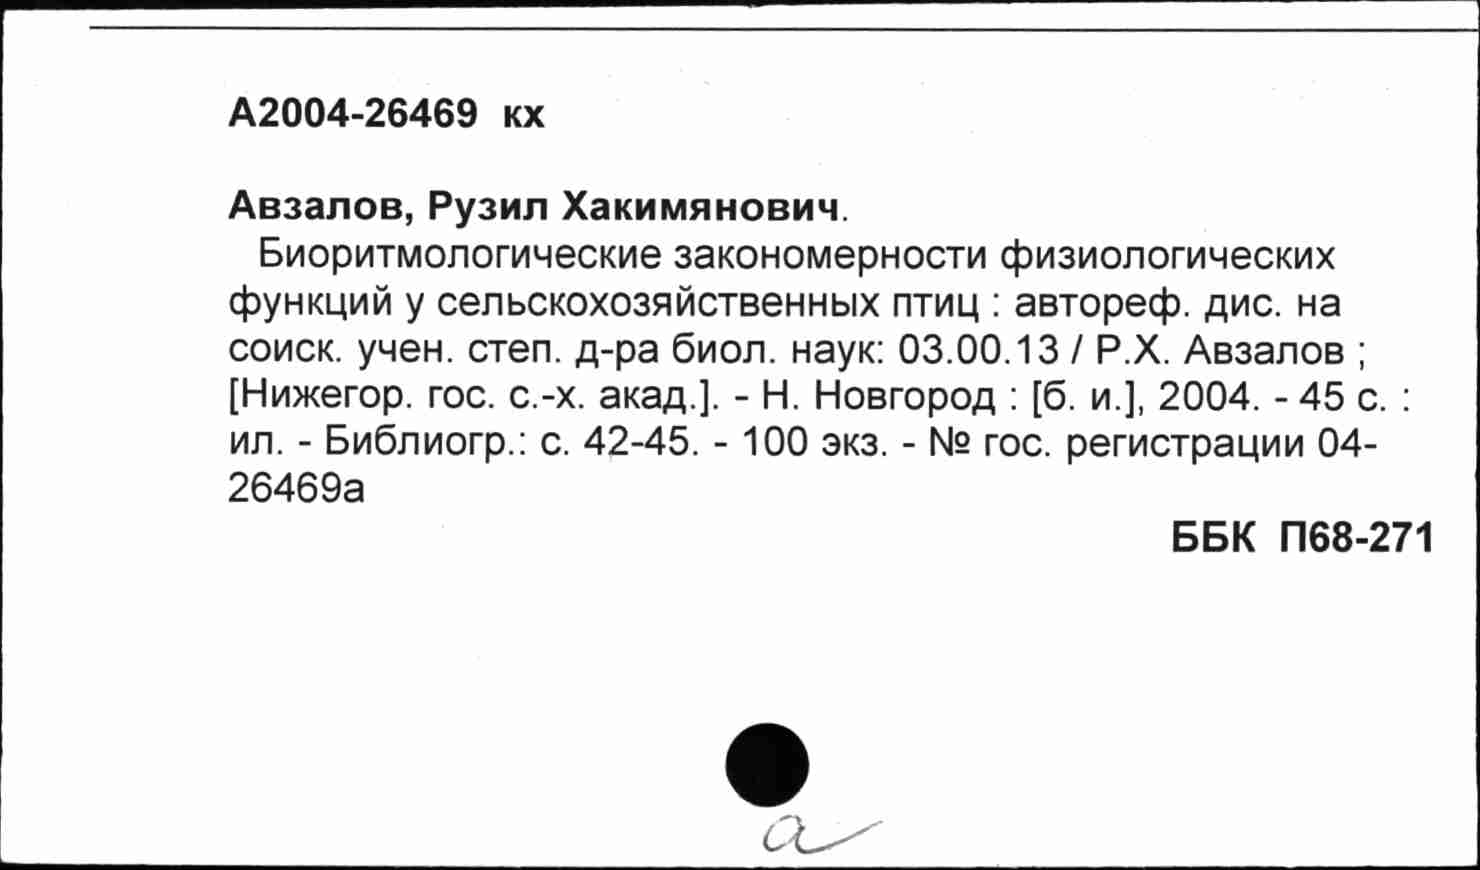 А2004-26469 кх
Авзалов, Рузил Хакимянович.
Биоритмологические закономерности физиологических
функций у сельскохозяйственных птиц : автореф. дис. на
соиск. учен. степ. д-ра биол. наук: 03.00.13 / Р.Х. Авзалов ;
[Нижегор. гос. с.-х. акад.]. - Н. Новгород : [б. и.], 2004. - 45 с. :
ил. - Библиогр.: с. 42-45. - 100 экз. - № гос. регистрации 04-
26469а
ББК П68-271
а